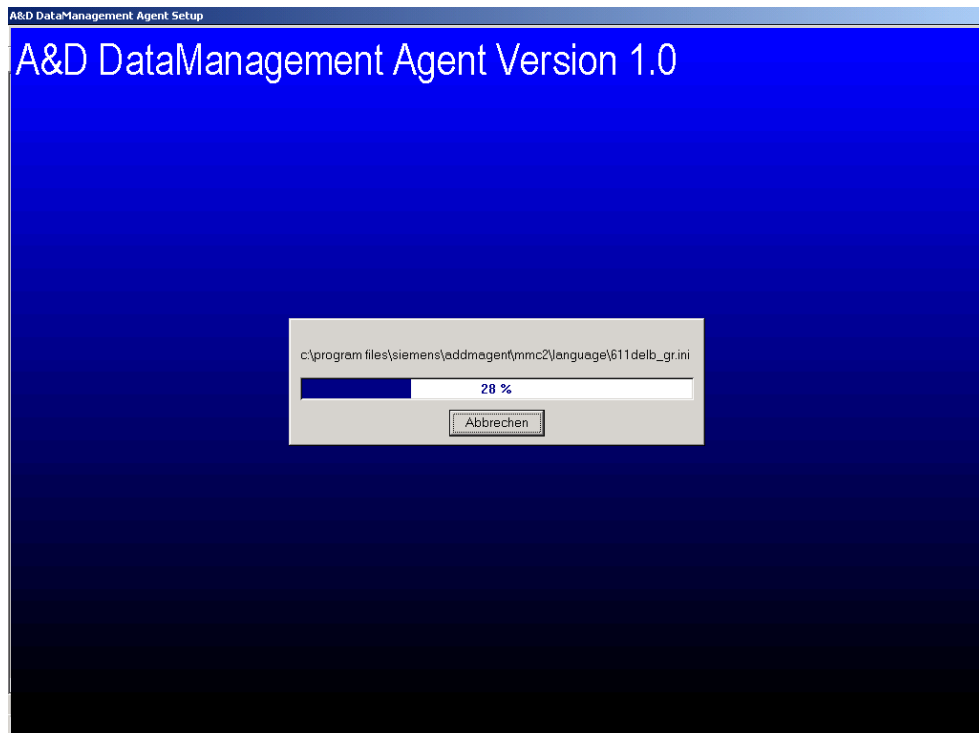 A&D DataManagement Agent Setup
A&D DataManagement Agent Version 1.0
c:\program files\siemens\addmagent\mmc2\language\611delb_gr.ini
28 %
Abbrechen